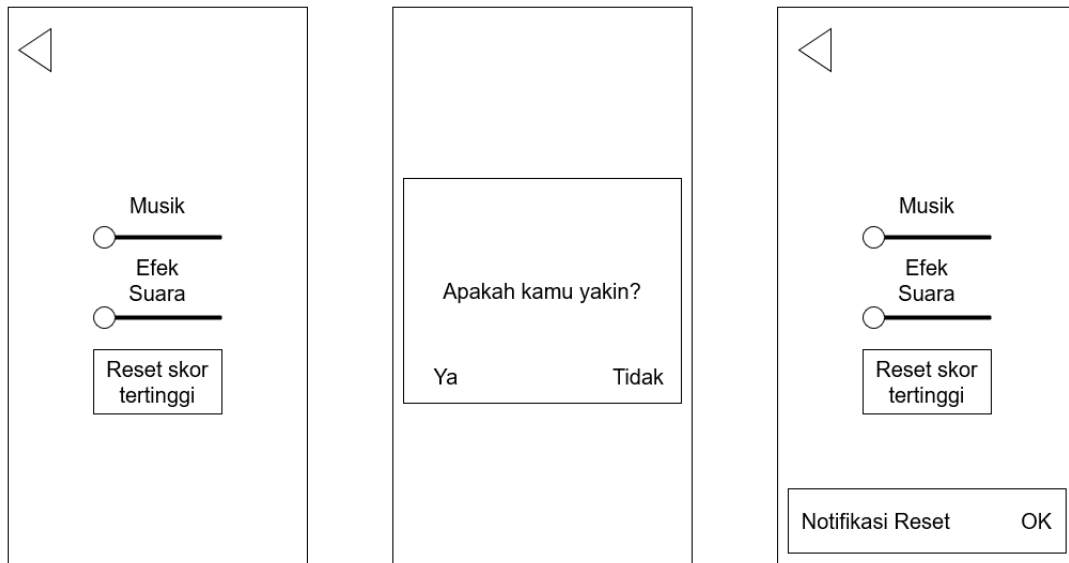 Musik
Efek
Suara
Reset skor
tertinggi
Apakah kamu yakin?
Ya
Tidak
Musik
Efek
Suara
Reset skor
tertinggi
Notifikasi Reset
OK